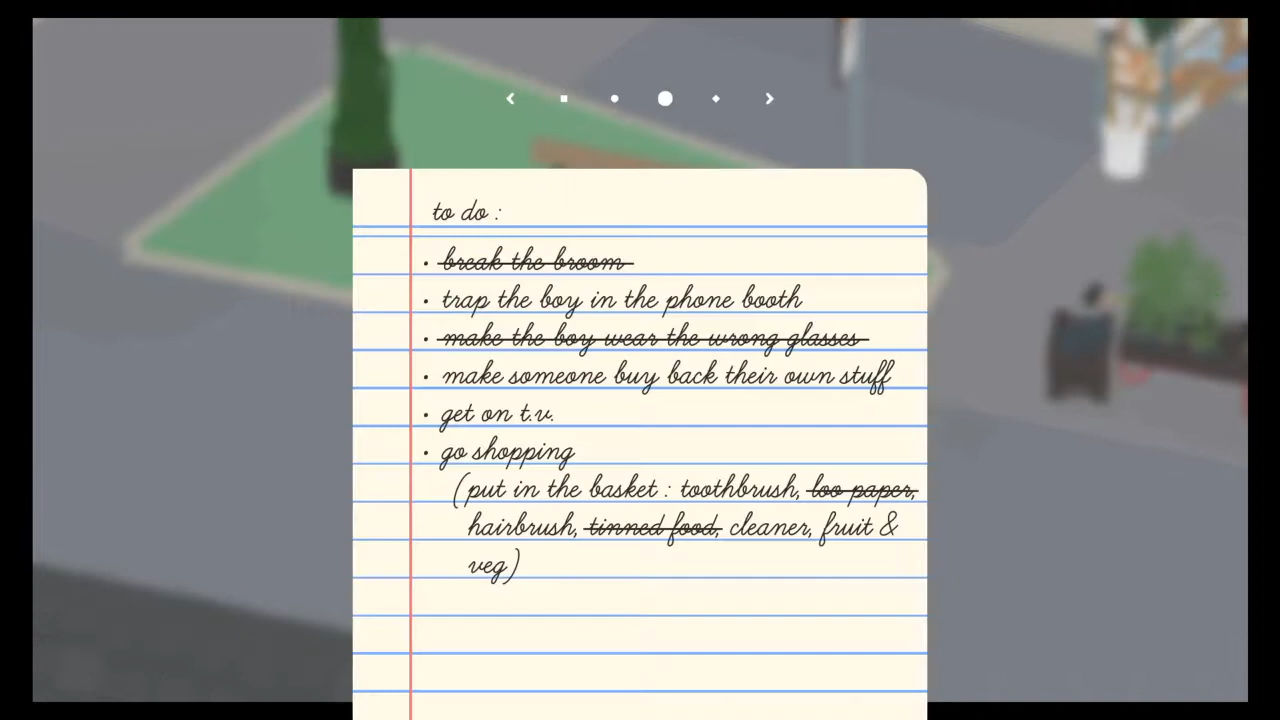 to do :
• break the broom
• trap the boy in the phone booth
• make the boy wear the wrong glasses
• make someone buy back their own stuff
• get on t.v.
• go shopping
(put in the basket : toothbrush, loo paper,
hairbrush, tinned food, cleaner, fruit &
veg)